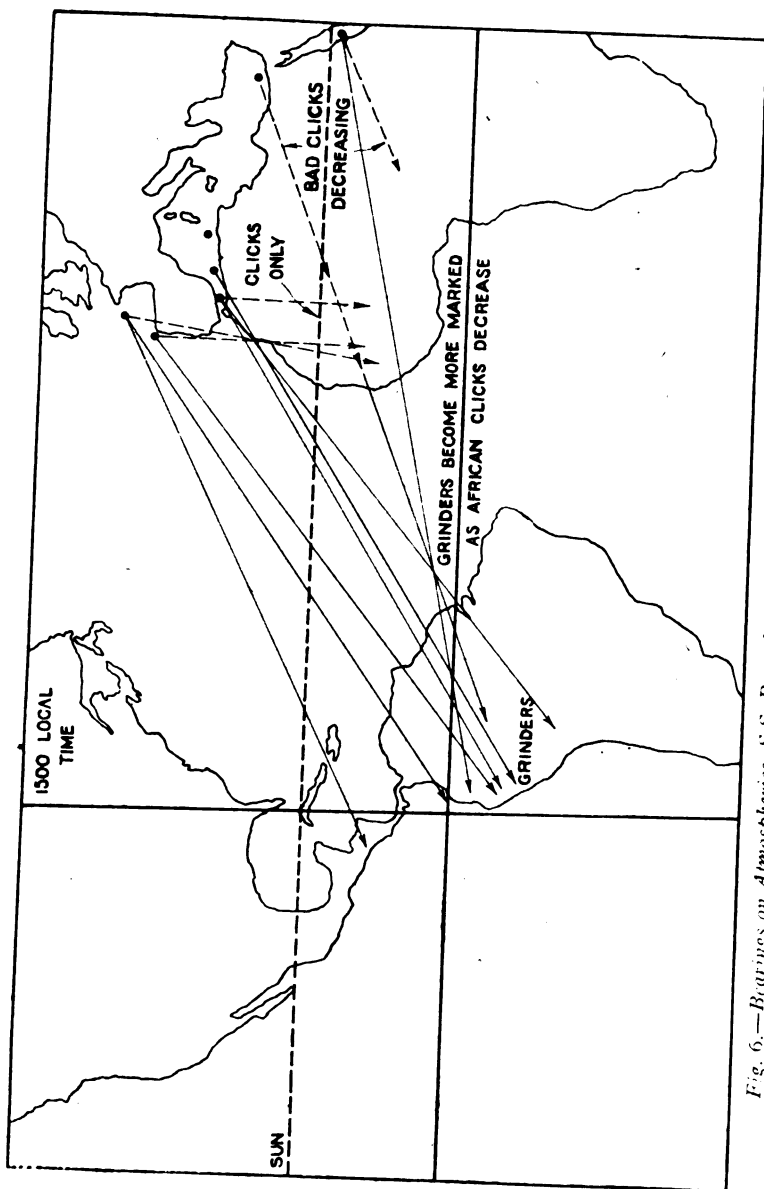 1500 LOCAL
TIME
CLICKS
ONLY
BAD CLICKS
DECREASING
SUN
GRINDERS BECOME MORE MARKED
AS AFRICAN CLICKS DECREASE
GRINDERS
Fig. 6.—Bearings on Atmospherics, S.S.